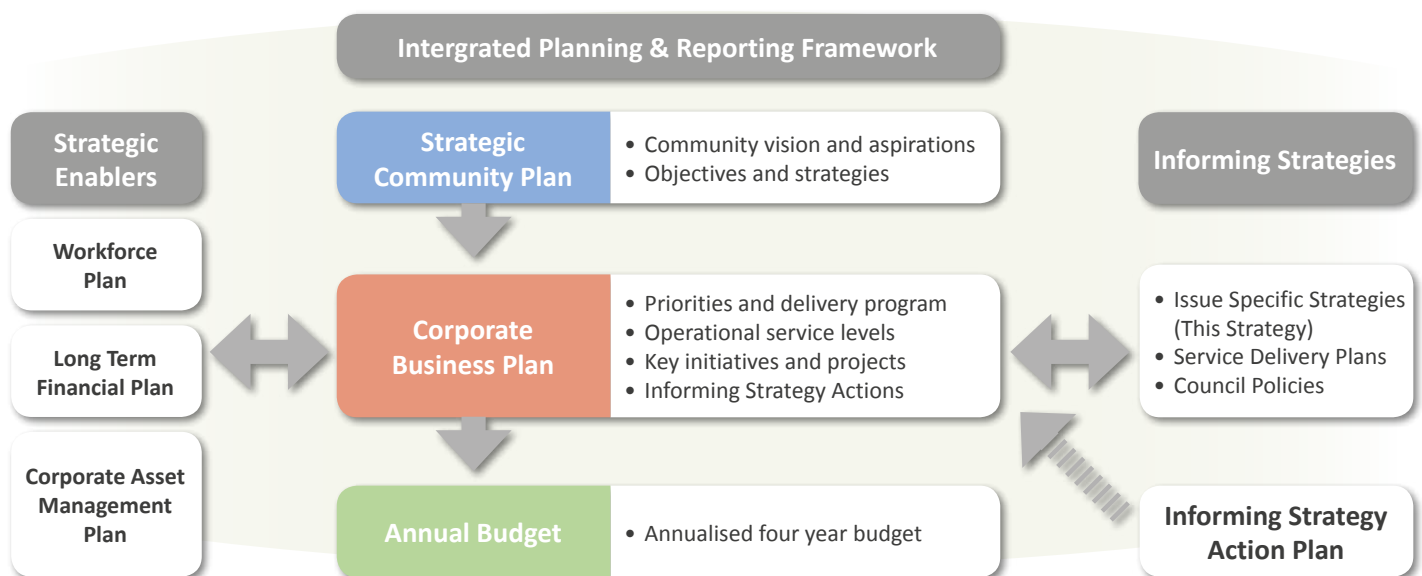 Intergrated Planning & Reporting Framework
Strategic
Enablers
Workforce
Plan
Long Term
Financial Plan
Corporate Asset
Management
Plan
Strategic
Community Plan
• Community vision and aspirations
• Objectives and strategies
Corporate
Business Plan
• Priorities and delivery program
• Operational service levels
• Key initiatives and projects
• Informing Strategy Actions
Annual Budget
• Annualised four year budget
Informing Strategies
• Issue Specific Strategies
(This Strategy)
• Service Delivery Plans
• Council Policies
Informing Strategy
Action Plan